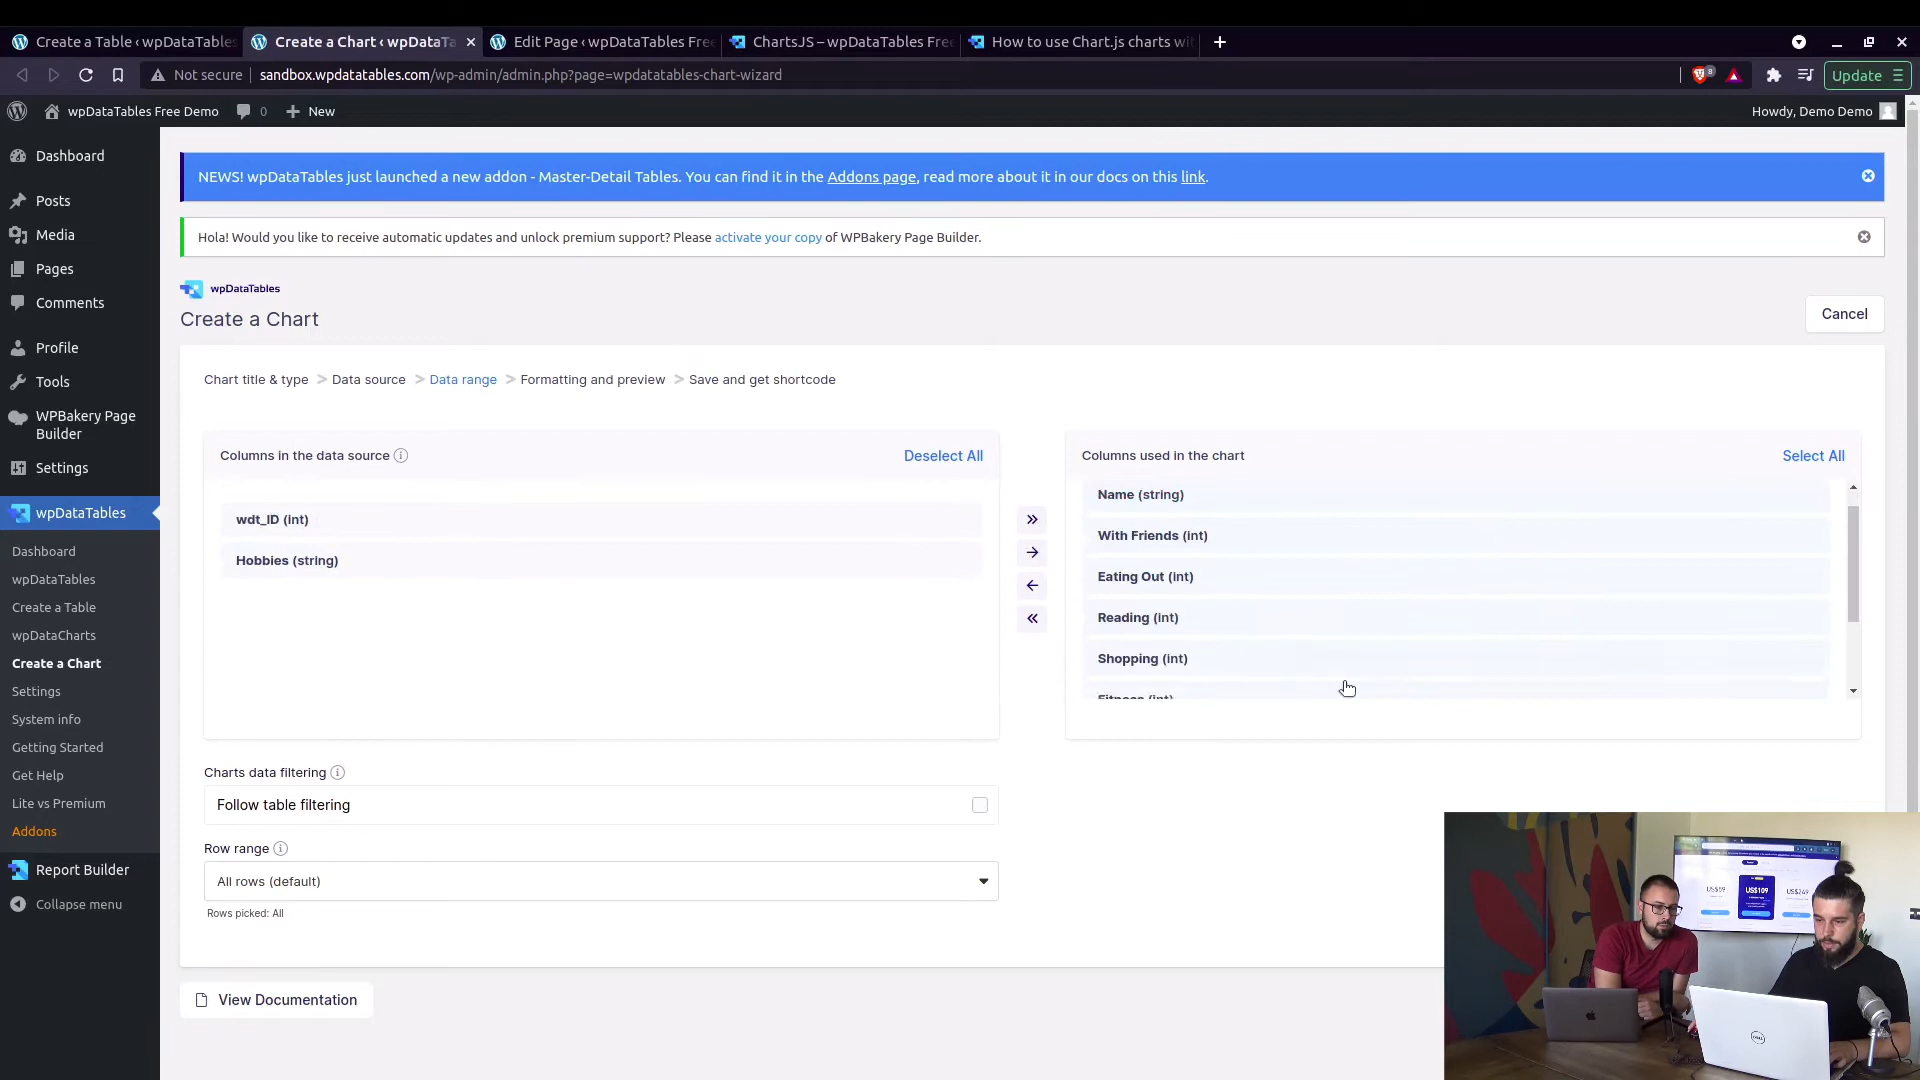 Create a Table ‹ wpDataTables
Create a Chart ‹ wpDataTa
Edit Page ‹ wpDataTables Free
ChartsJS – wpDataTables Free
How to use Chart.js charts wit
Not secure
sandbox.wpdatatables.com/wp-admin/admin.php?page=wpdatatables-chart-wizard
8
Update
wpDataTables Free Demo
0
New
Howdy, Demo Demo
Dashboard
Posts
Media
Pages
Comments
Profile
Tools
WPBakery Page
Builder
Settings
wpDataTables
Dashboard
wpDataTables
Create a Table
wpDataCharts
Create a Chart
Settings
System info
Getting Started
Get Help
Lite vs Premium
Addons
Report Builder
Collapse menu
NEWS! wpDataTables just launched a new addon - Master-Detail Tables. You can find it in the Addons page, read more about it in our docs on this link.
Hola! Would you like to receive automatic updates and unlock premium support? Please activate your copy of WPBakery Page Builder.
wpDataTables
Create a Chart
Cancel
Chart title & type > Data source > Data range > Formatting and preview > Save and get shortcode
Columns in the data source
Deselect All
wdt_ID (int)
Hobbies (string)
Columns used in the chart
Select All
Name (string)
With Friends (int)
Eating Out (int)
Reading (int)
Shopping (int)
Fitness (int)
Charts data filtering
Follow table filtering
Row range
All rows (default)
Rows picked: All
View Documentation
US$109
DELL